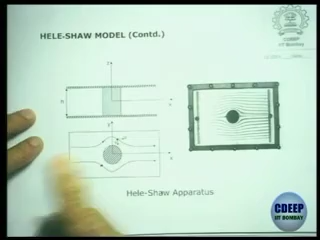 HELE-SHAW MODEL (Contd.)
CDEEP
IIT BOMBAY
Hele-Shaw Apparatus
CDEEP
IIT BOMBAY